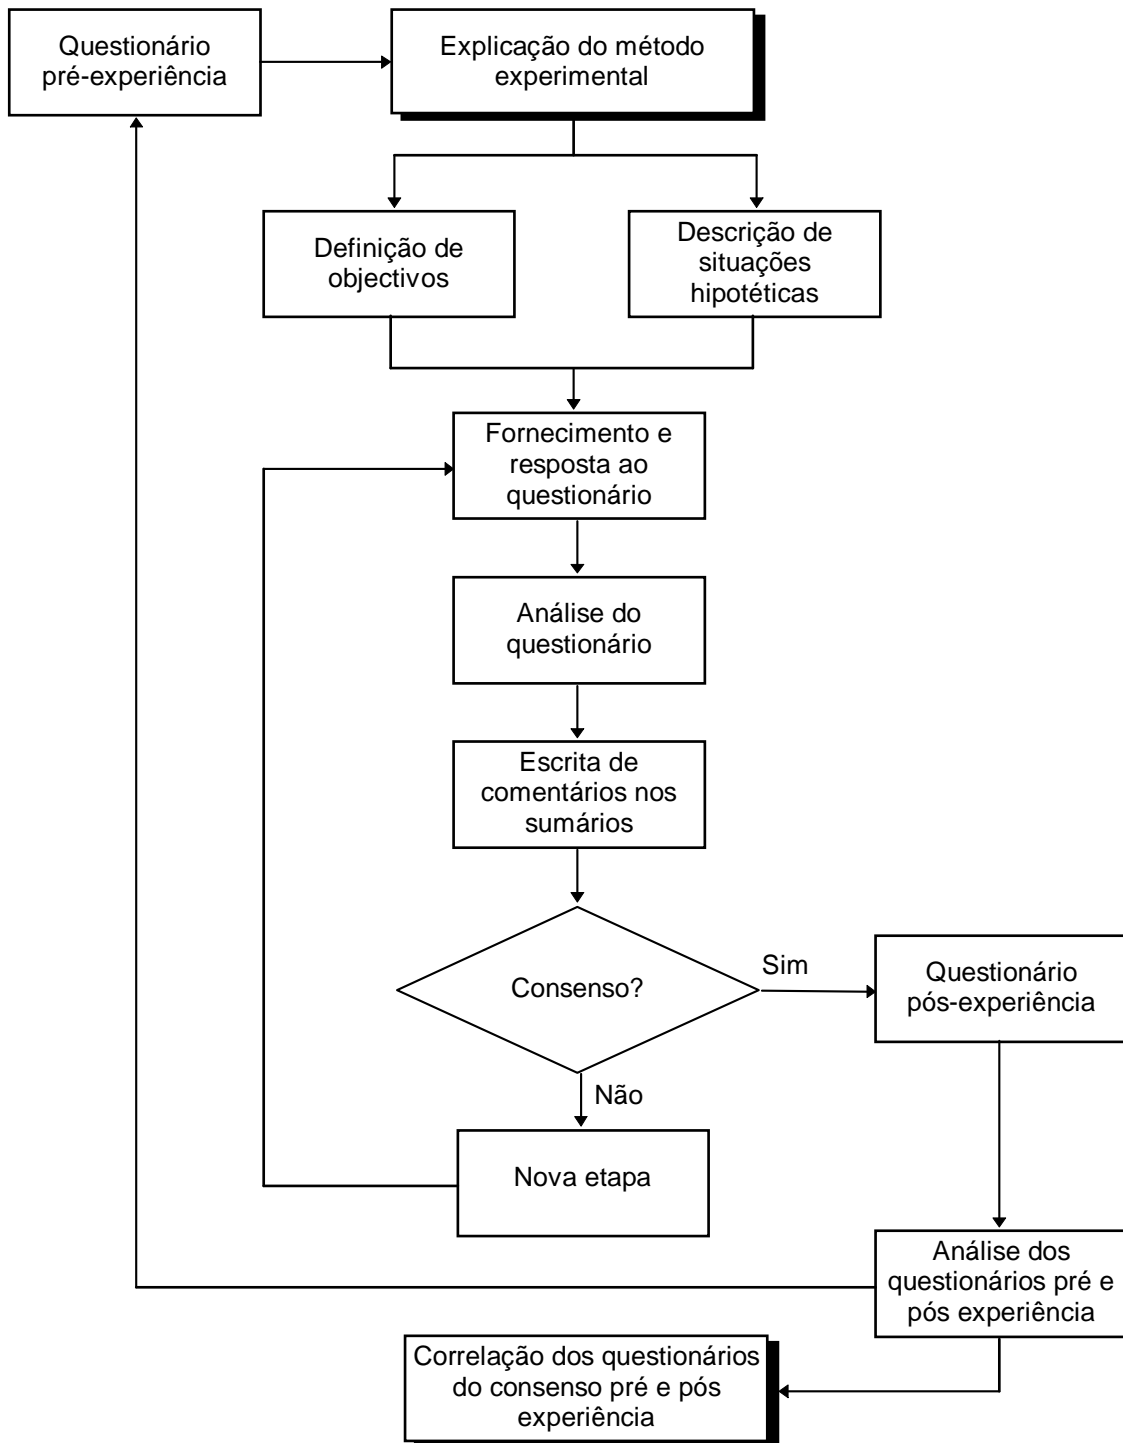 Questionário
pré-experiência
Explicação do método
experimental
Definição de
objectivos
Descrição de
situações
hipotéticas
Fornecimento e
resposta ao
questionário
Análise do
questionário
Escrita de
comentários nos
sumários
Consenso?
Sim
Questionário
pós-experiência
Não
Nova etapa
Análise dos
questionários pré e
pós experiência
Correlação dos questionários
do consenso pré e pós
experiência